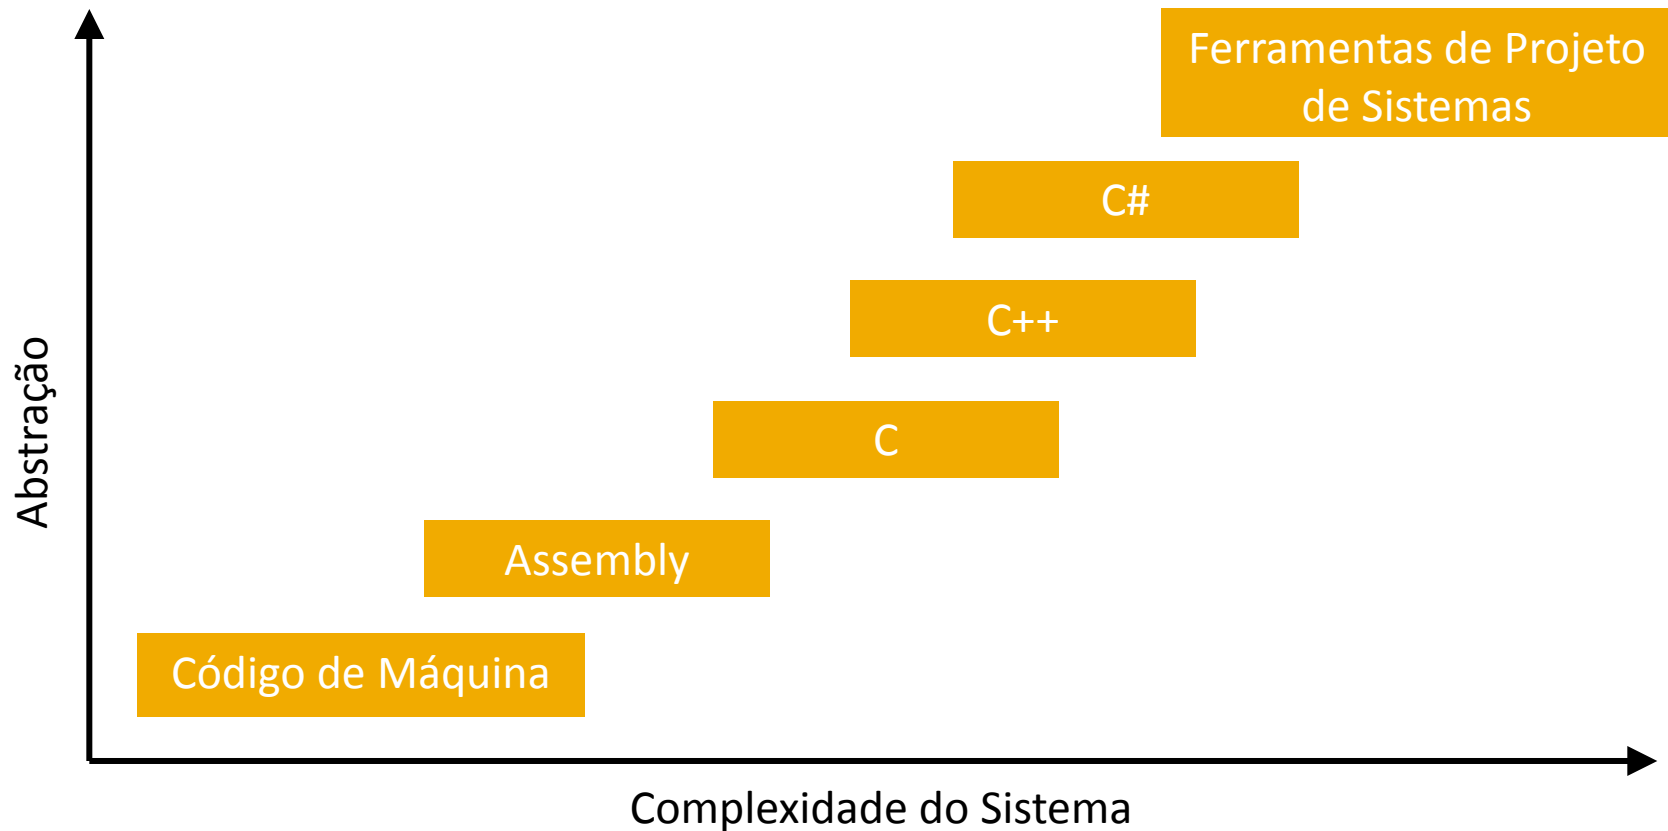 Ferramentas de Projeto
de Sistemas
C#
C++
C
Assembly
Código de Máquina
Abstração
Complexidade do Sistema